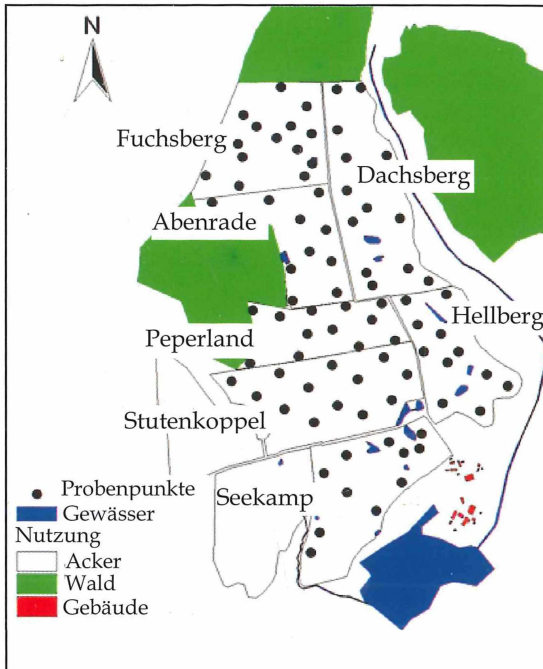 N
Fuchsberg
Dachsberg
Abenrade
Hellberg
Peperland
Stutenkoppel
Seekamp
Probenpunkte
Gewässer
Nutzung
Acker
Wald
Gebäude